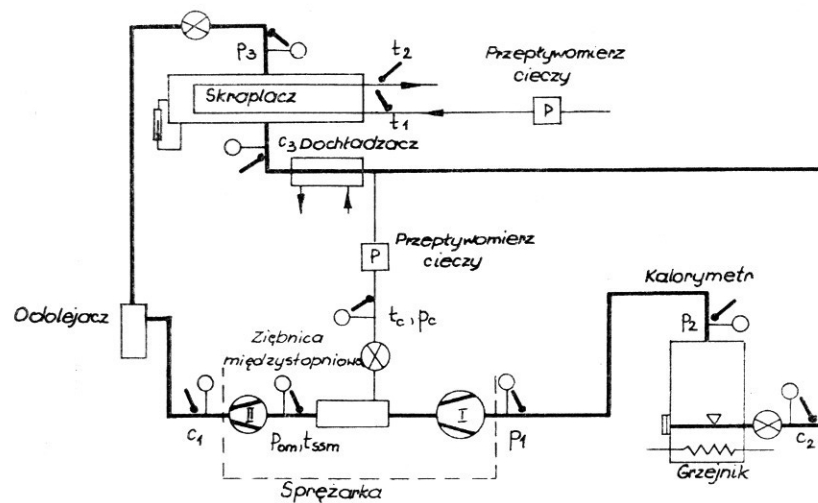 p3
t2
Przepływomierz
cieczy
Skraplacz
P
t1
c3 Dochładzacz
Przepływomierz
cieczy
P
Kalorymetr
Odolejacz
tc, pc
p2
Ziębnica
międzystopniowa
II
I
c1
pom, tssm
p1
c2
Grzejnik
Sprężarka